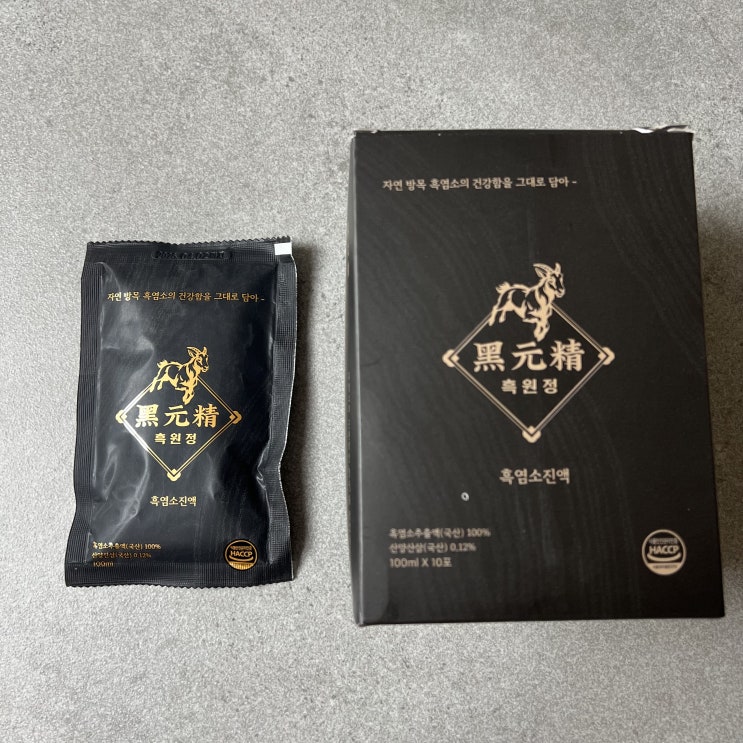 자연 방목 흑염소의 건강함을 그대로 담아 -
黑元精
흑원정
흑염소진액
흑염소추출액(국산) 100%
산양산삼(국산) 0.12%
100ml
HACCP
자연 방목 흑염소의 건강함을 그대로 담아 -
黑元精
흑원정
흑염소진액
흑염소추출액(국산) 100%
산양산삼(국산) 0.12%
100ml X 10포
HACCP